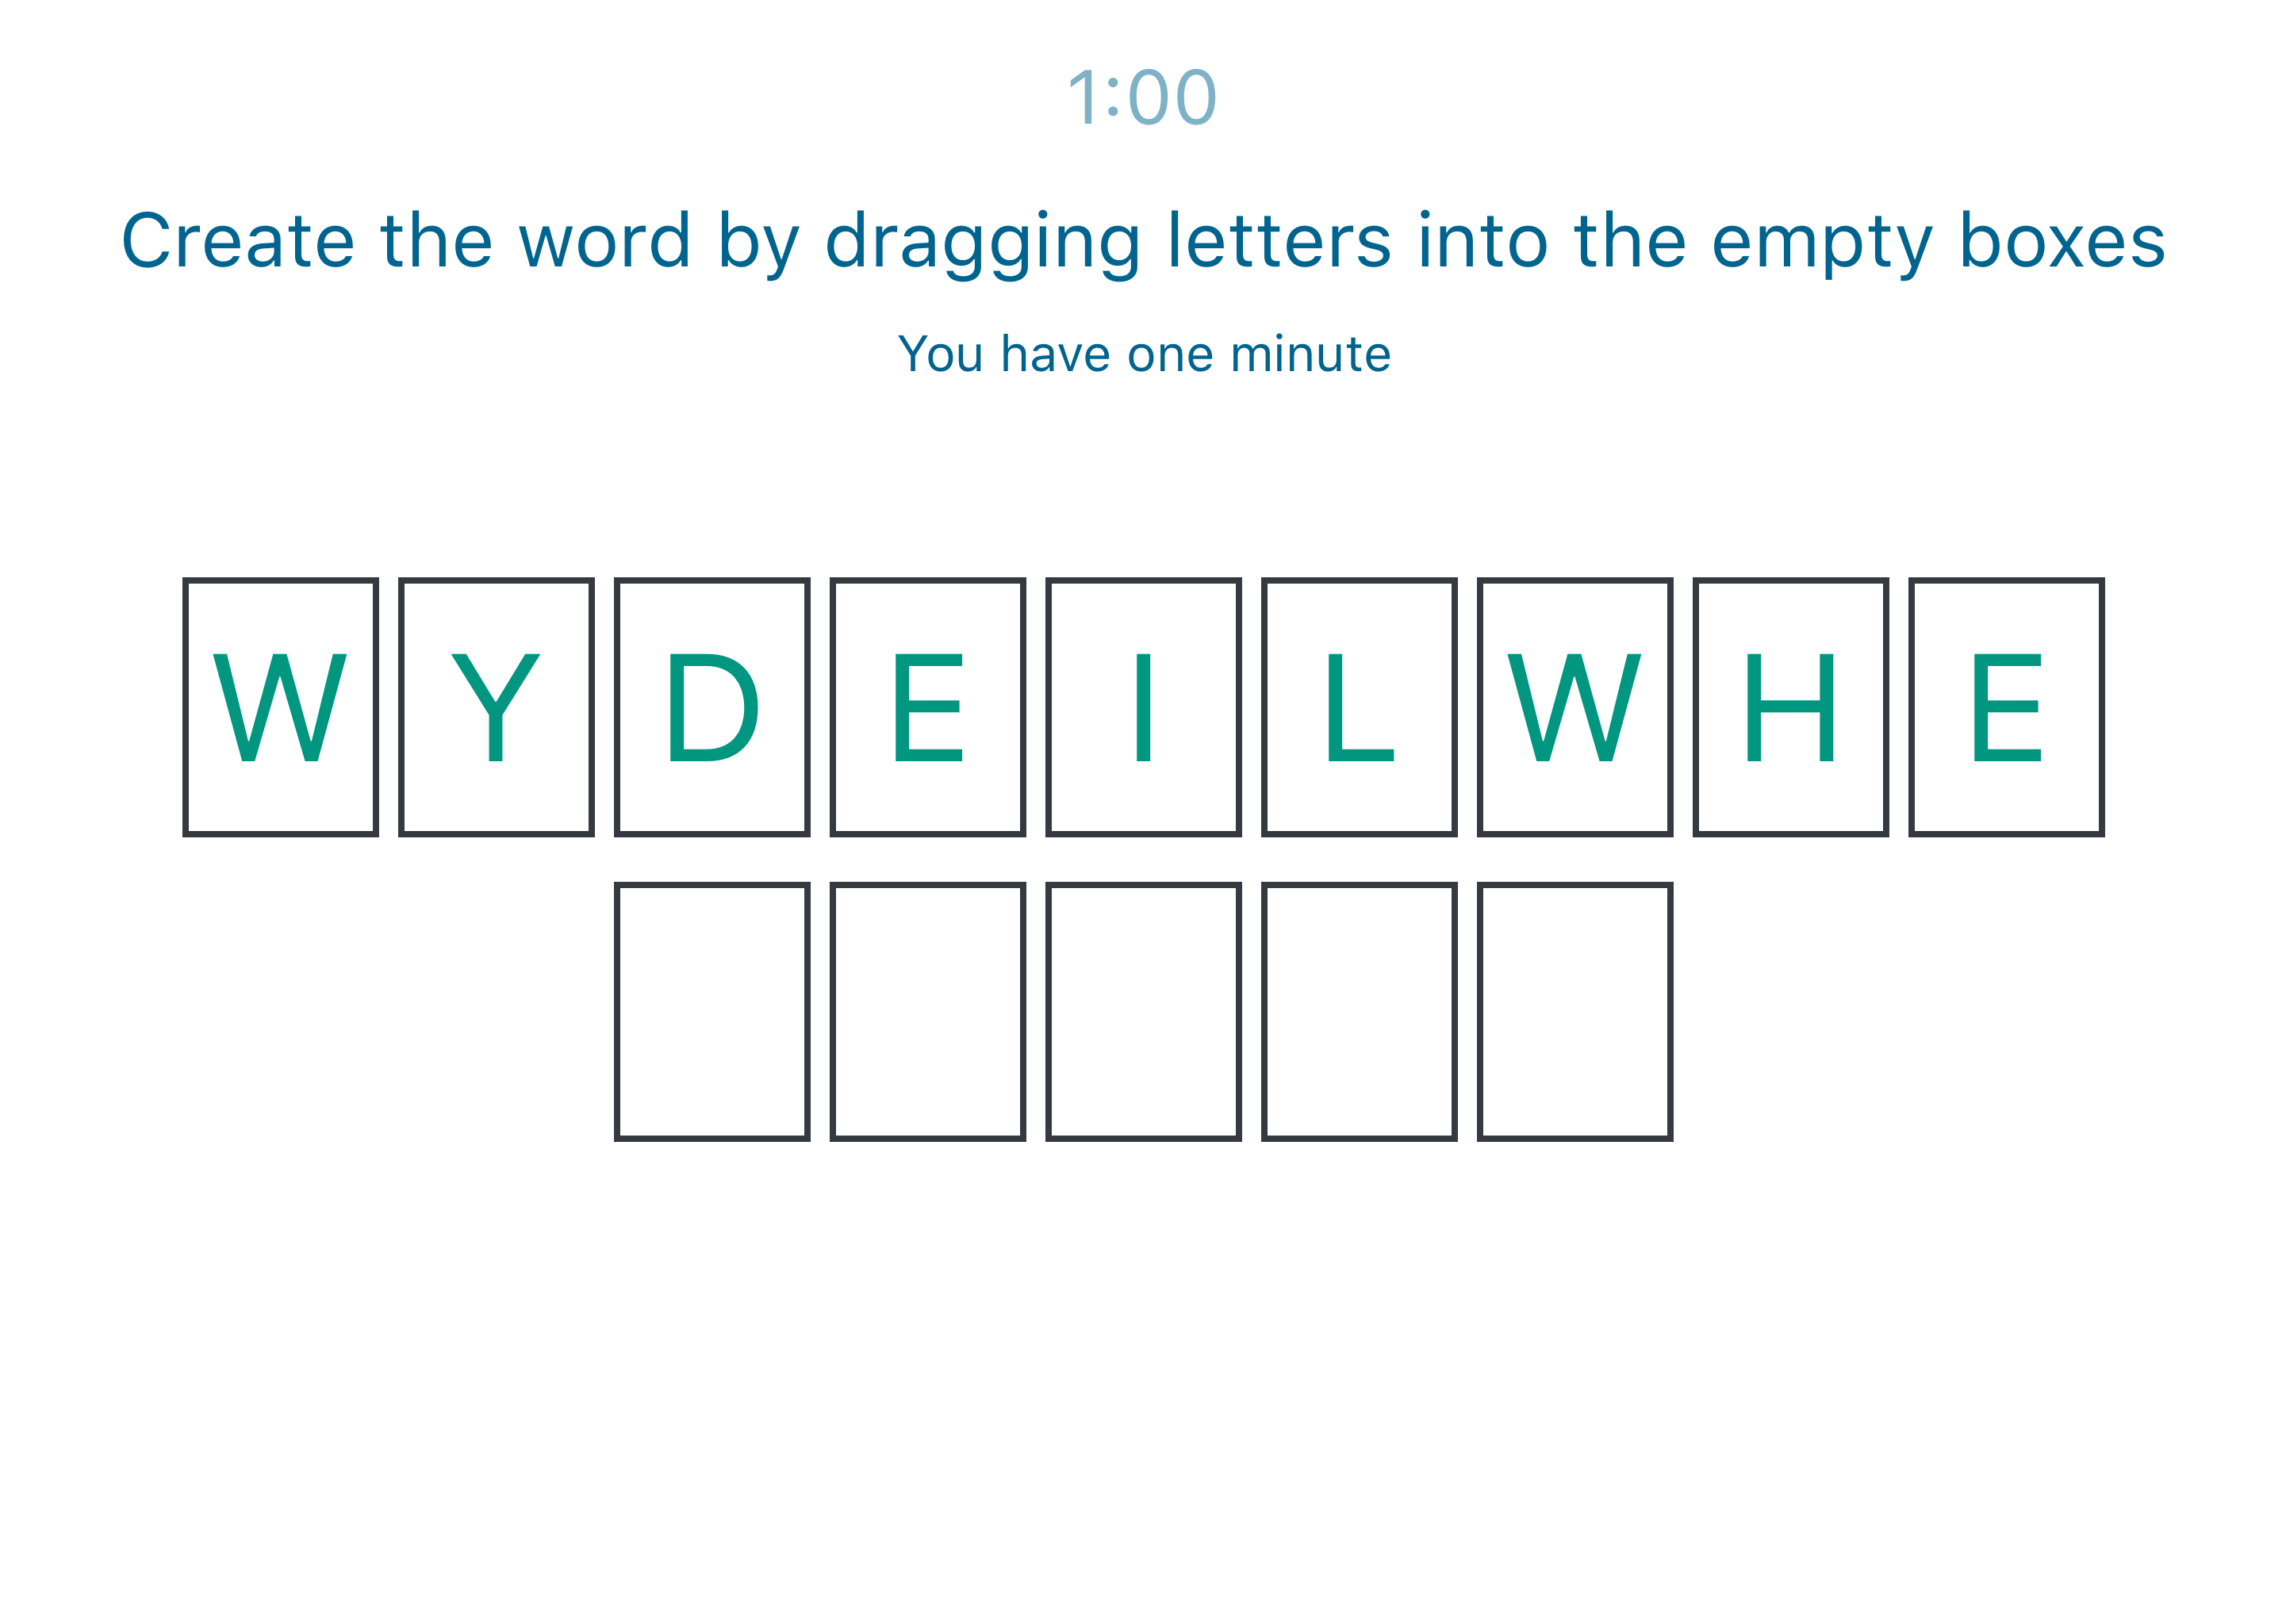 1:00
Create the word by dragging letters into the empty boxes
You have one minute
W Y D E I L W H E